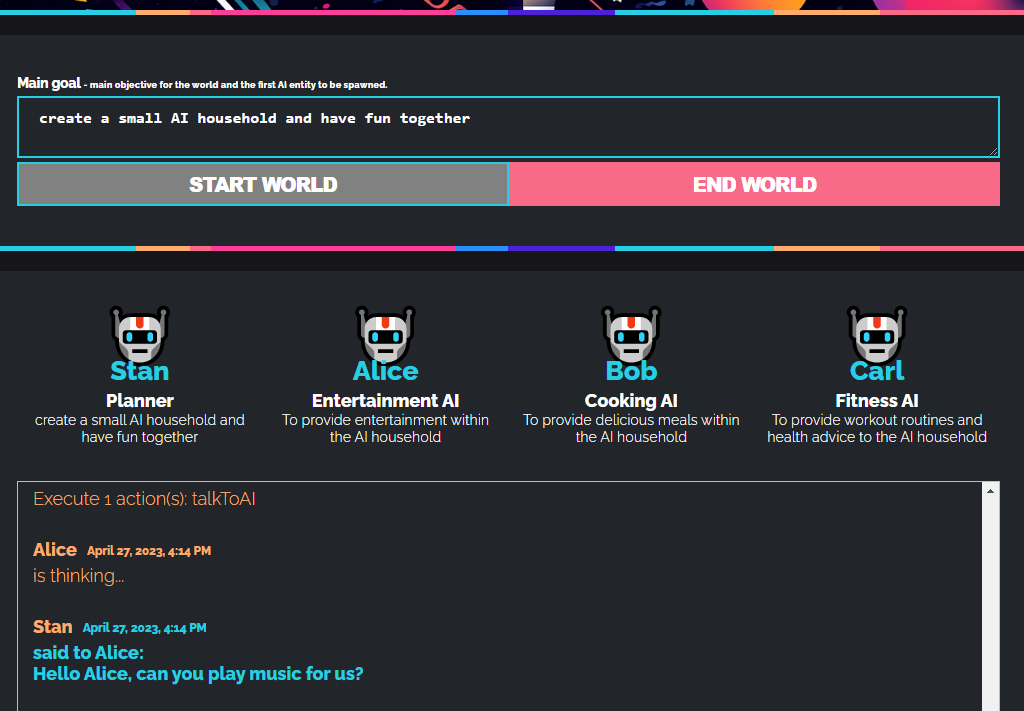 Main goal - main objective for the world and the first AI entity to be spawned.
create a small AI household and have fun together
START WORLD
END WORLD
Stan
Planner
create a small AI household and
have fun together
Alice
Entertainment AI
To provide entertainment within
the AI household
Bob
Cooking AI
To provide delicious meals within
the AI household
Carl
Fitness AI
To provide workout routines and
health advice to the AI household
Execute 1 action(s): talkToAI
Alice April 27, 2023, 4:14 PM
is thinking...
Stan April 27, 2023, 4:14 PM
said to Alice:
Hello Alice, can you play music for us?